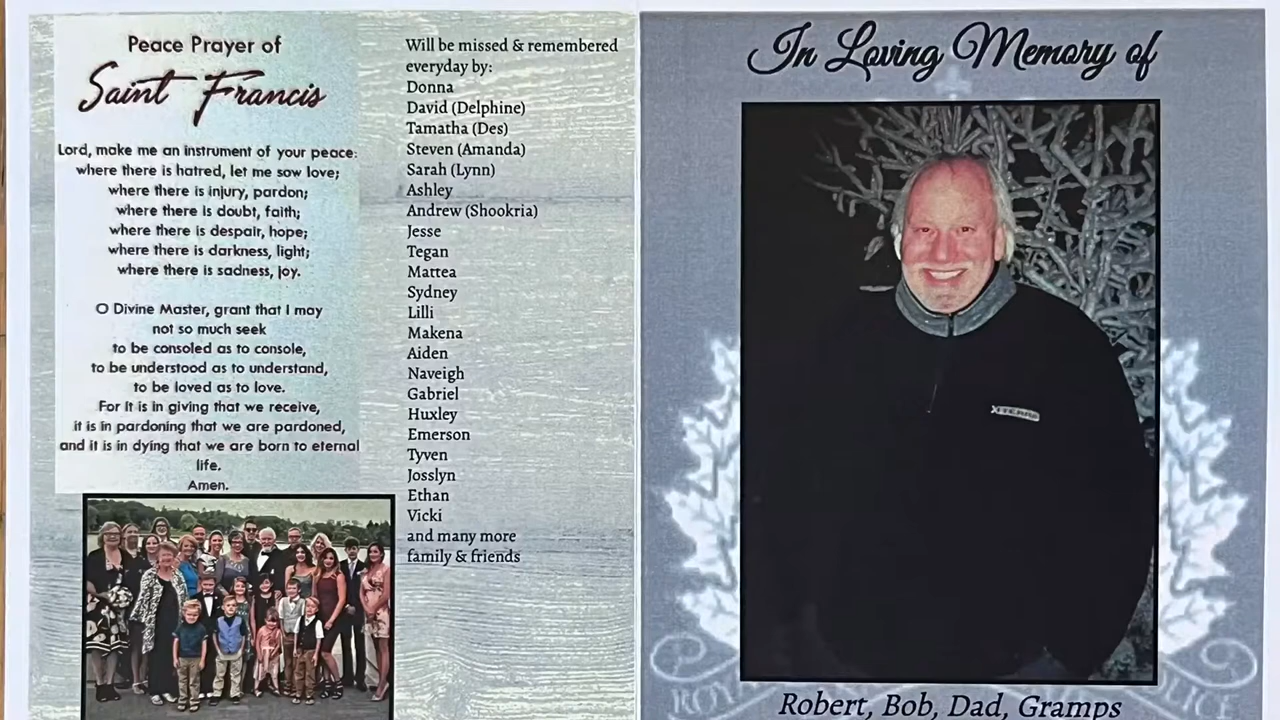 Peace Prayer of
Saint Francis
Lord, make me an instrument of your peace:
where there is hatred, let me sow love;
where there is injury, pardon;
where there is doubt, faith;
where there is despair, hope;
where there is darkness, light;
where there is sadness, joy.
O Divine Master, grant that I may
not so much seek
to be consoled as to console,
to be understood as to understand,
to be loved as to love.
For It is in giving that we receive,
it is in pardoning that we are pardoned,
and it is in dying that we are born to eternal
life.
Amen.
Will be missed & remembered
everyday by:
Donna
David (Delphine)
Tamatha (Des)
Steven (Amanda)
Sarah (Lynn)
Ashley
Andrew (Shookria)
Jesse
Tegan
Mattea
Sydney
Lilli
Makena
Aiden
Naveigh
Gabriel
Huxley
Emerson
Tyven
Josslyn
Ethan
Vicki
and many more
family & friends
In Loving Memory of
XTERRA
Robert, Bob, Dad, Gramps